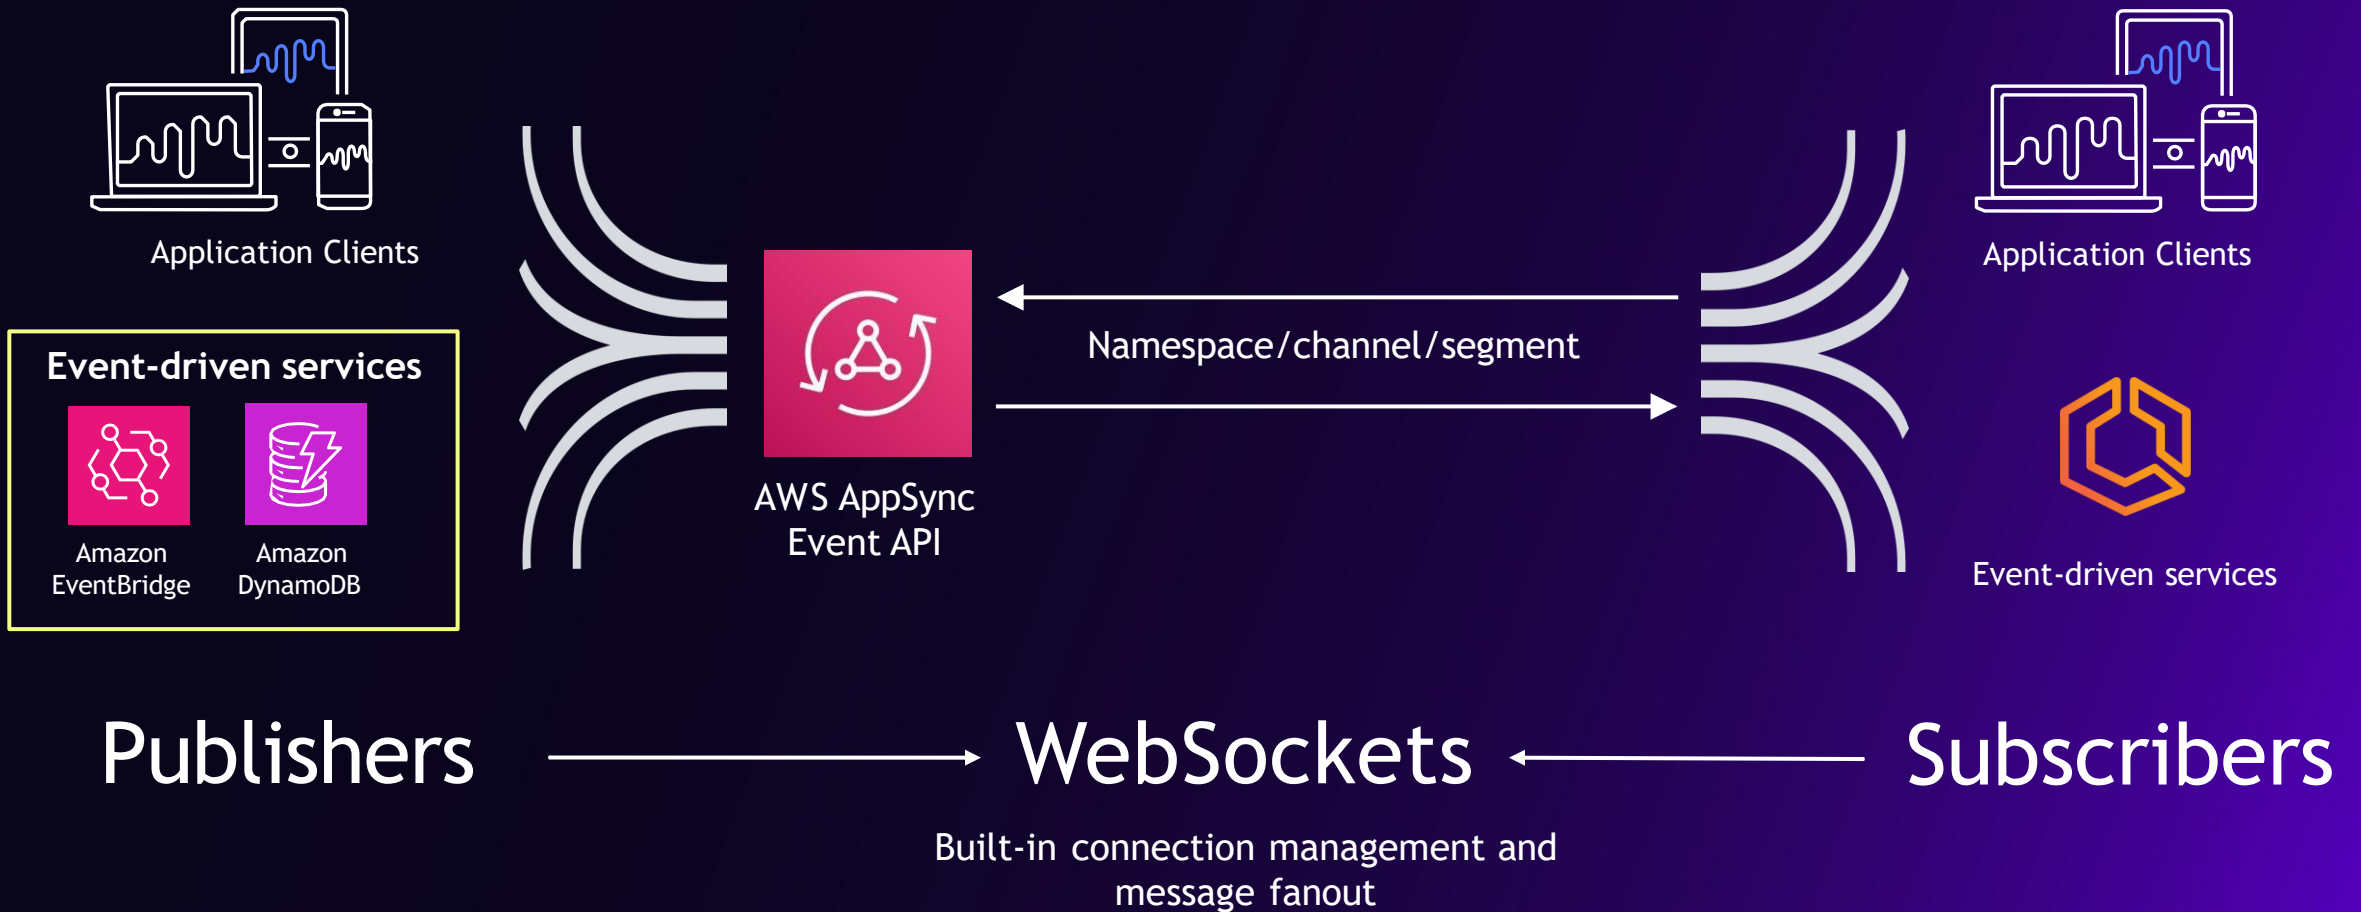 Application Clients
Event-driven services
Amazon
EventBridge
Amazon
DynamoDB
AWS AppSync
Event API
Namespace/channel/segment
Application Clients
Event-driven services
Publishers
WebSockets
Subscribers
Built-in connection management and
message fanout